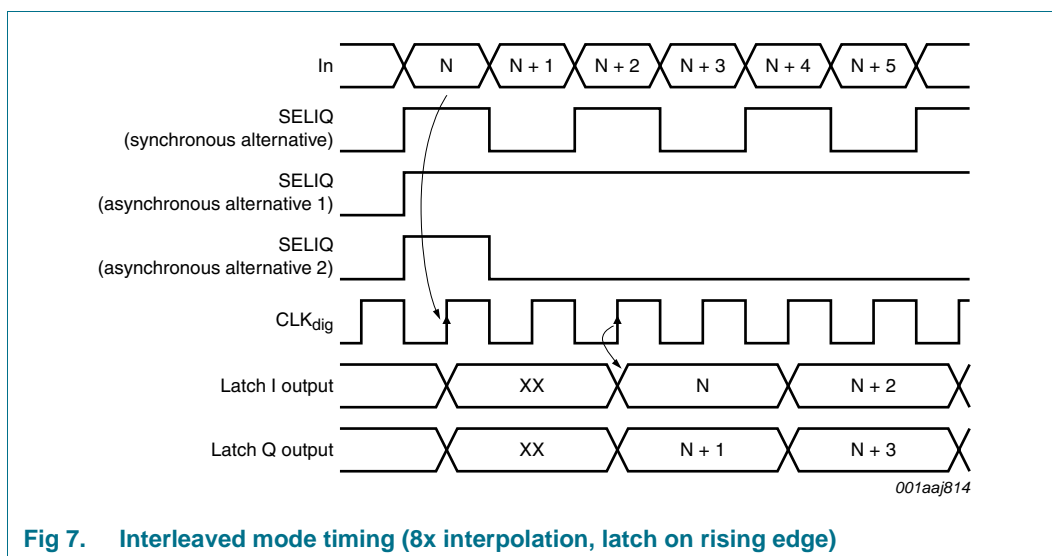 In
N
N + 1
N + 2
N + 3
N + 4
N + 5
SELIQ
(synchronous alternative)
SELIQ
(asynchronous alternative 1)
SELIQ
(asynchronous alternative 2)
CLKdig
Latch I output
XX
N
N + 2
Latch Q output
XX
N + 1
N + 3
001aaj814
Fig 7. Interleaved mode timing (8x interpolation, latch on rising edge)